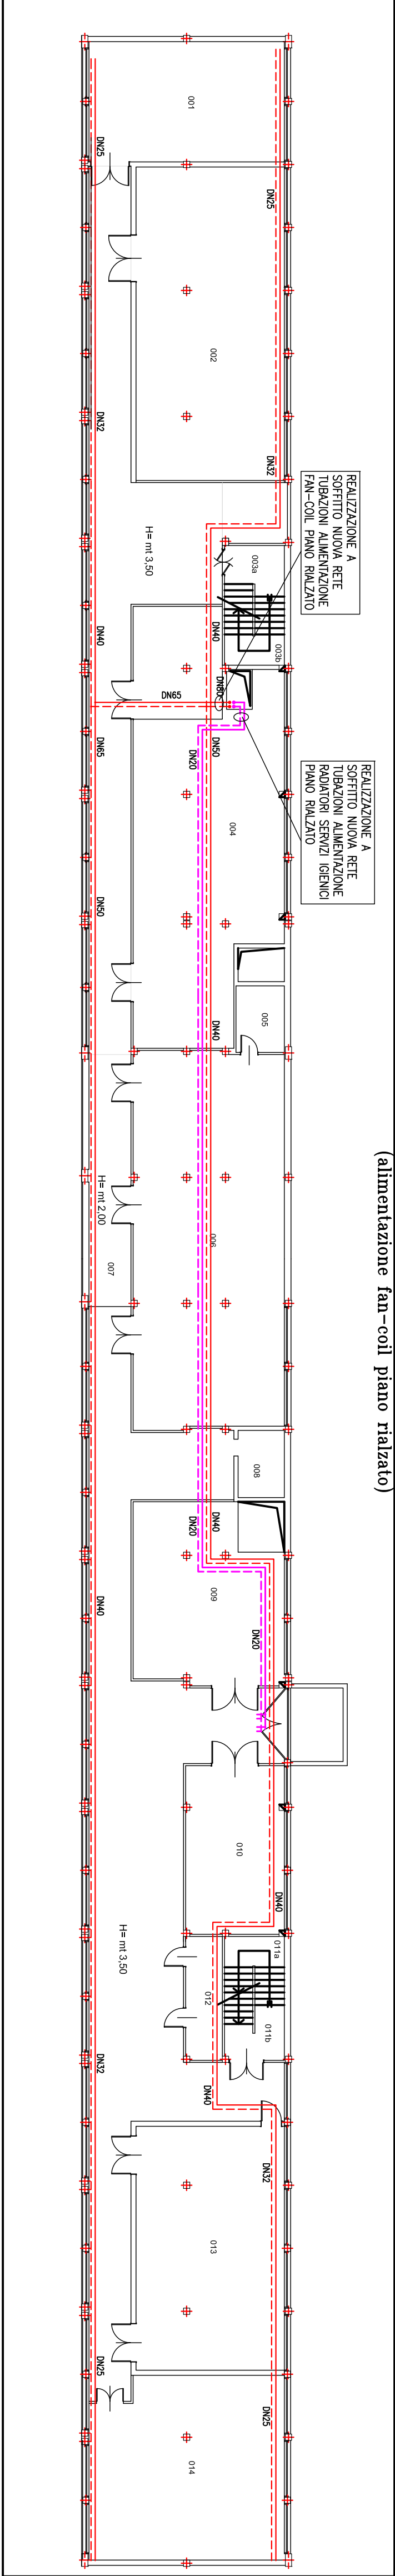 (alimentazione fan-coil piano rialzato)
REALIZZAZIONE A
SOFFITTO NUOVA RETE
TUBAZIONI ALIMENTAZIONE
FAN-COIL PIANO RIALZATO
REALIZZAZIONE A
SOFFITTO NUOVA RETE
TUBAZIONI ALIMENTAZIONE
RADIATORI SERVIZI IGIENICI
PIANO RIALZATO
001
DN25
DN25
002
DN32
DN32
H= mt 3,50
003a
003b
DN40
DN40
DN80
DN65
DN50
DN20
DN65
004
DN50
005
DN40
006
H= mt 2,00
007
008
DN40
DN20
009
DN40
DN20
010
DN40
H= mt 3,50
011a
011b
012
DN40
DN32
DN32
013
DN25
DN25
014